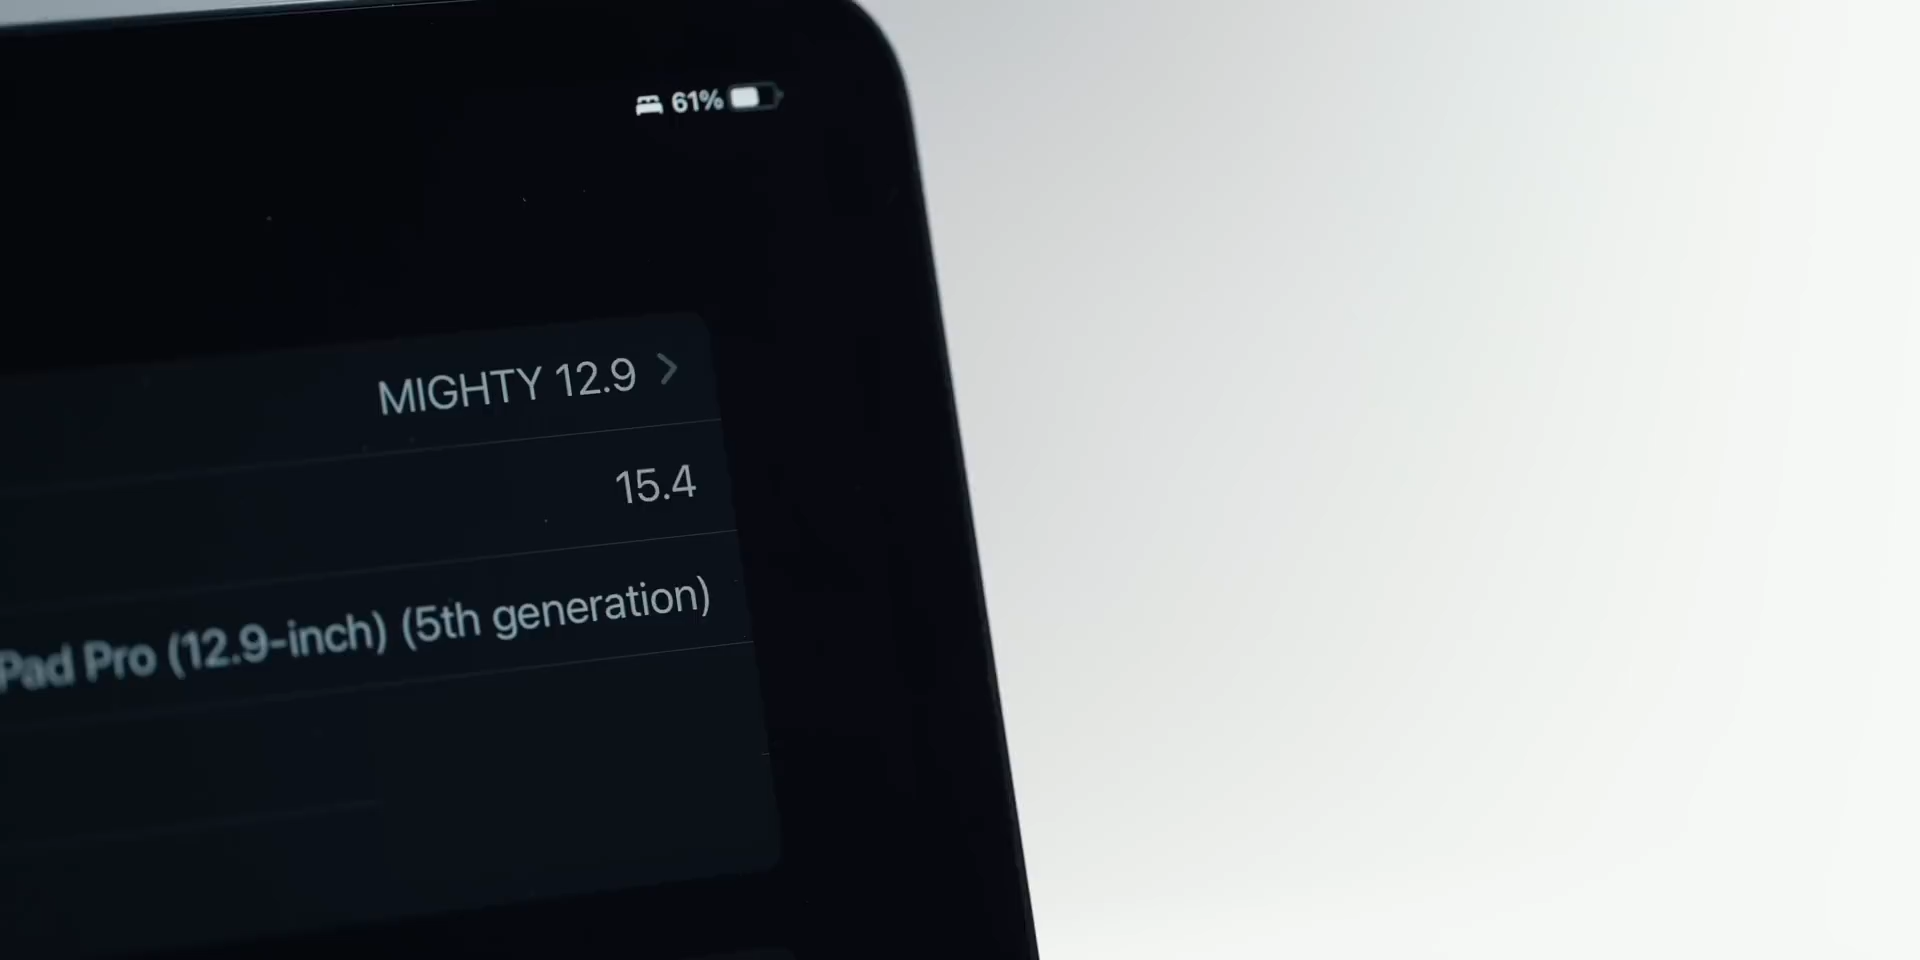 61%
MIGHTY 12.9
15.4
Pad Pro (12.9-inch) (5th generation)